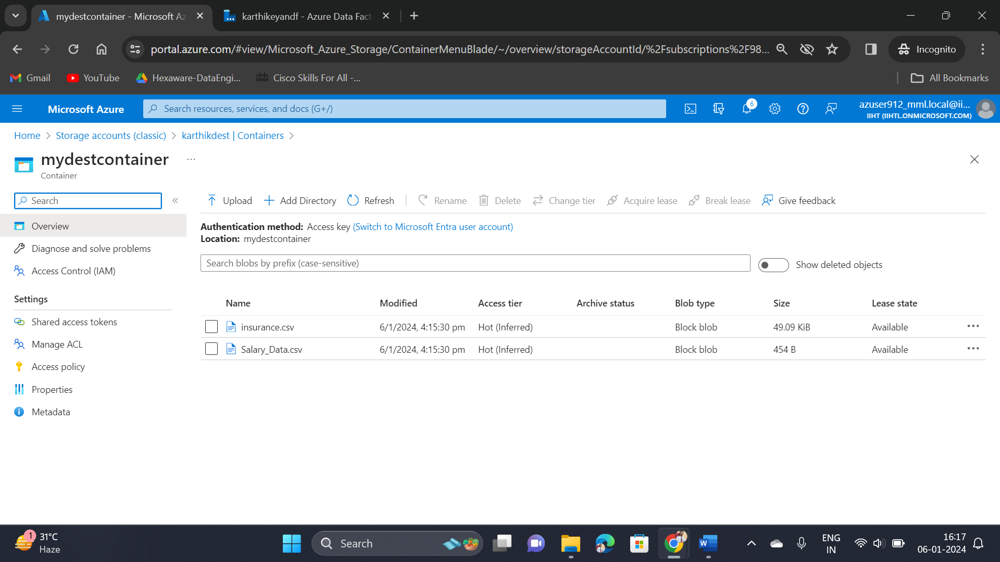 mydestcontainer - Microsoft Az
karthikeyandf - Azure Data Fact
portal.azure.com/#view/Microsoft_Azure_Storage/ContainerMenuBlade/~/overview/storageAccountId/%2Fsubscriptions%2F98...
Incognito
Gmail
YouTube
Hexaware-DataEngi...
Cisco Skills For All -...
All Bookmarks
Microsoft Azure
Search resources, services, and docs (G+/)
6
azuser912_mml.local@ii...
IIHT (IIHTL.ONMICROSOFT.COM)
Home > Storage accounts (classic) > karthikdest | Containers >
mydestcontainer ...
Container
Search
Upload
Add Directory
Refresh
Rename
Delete
Change tier
Acquire lease
Break lease
Give feedback
Overview
Diagnose and solve problems
Access Control (IAM)
Settings
Shared access tokens
Manage ACL
Access policy
Properties
Metadata
Authentication method: Access key (Switch to Microsoft Entra user account)
Location: mydestcontainer
Search blobs by prefix (case-sensitive)
Show deleted objects
Name Modified Access tier Archive status Blob type Size Lease state
insurance.csv 6/1/2024, 4:15:30 pm Hot (Inferred) Block blob 49.09 KiB Available
Salary_Data.csv 6/1/2024, 4:15:30 pm Hot (Inferred) Block blob 454 B Available
1
31°C
Haze
Search
ENG
IN
16:17
06-01-2024